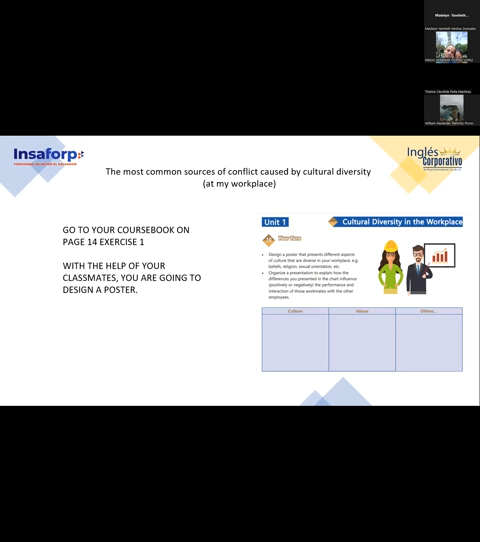 Madelyn Yamileth...
Insaforp
Inglés
Corporativo
The most common sources of conflict caused by cultural diversity
(at my workplace)
GO TO YOUR COURSEBOOK ON
PAGE 14 EXERCISE 1
WITH THE HELP OF YOUR
CLASSMATES, YOU ARE GOING TO
DESIGN A POSTER.
Unit 1
Cultural Diversity in the Workplace
Your Turn
• Design a poster that presents different aspects
of culture that are diverse in your workplace, e.g
beliefs, religion, sexual orientation, etc.
• Organize a presentation to explain how the
differences you presented in the chart influence
(positively or negatively) the performance and
interaction of those workmates with the other
employees.
Culture
Values
Others...